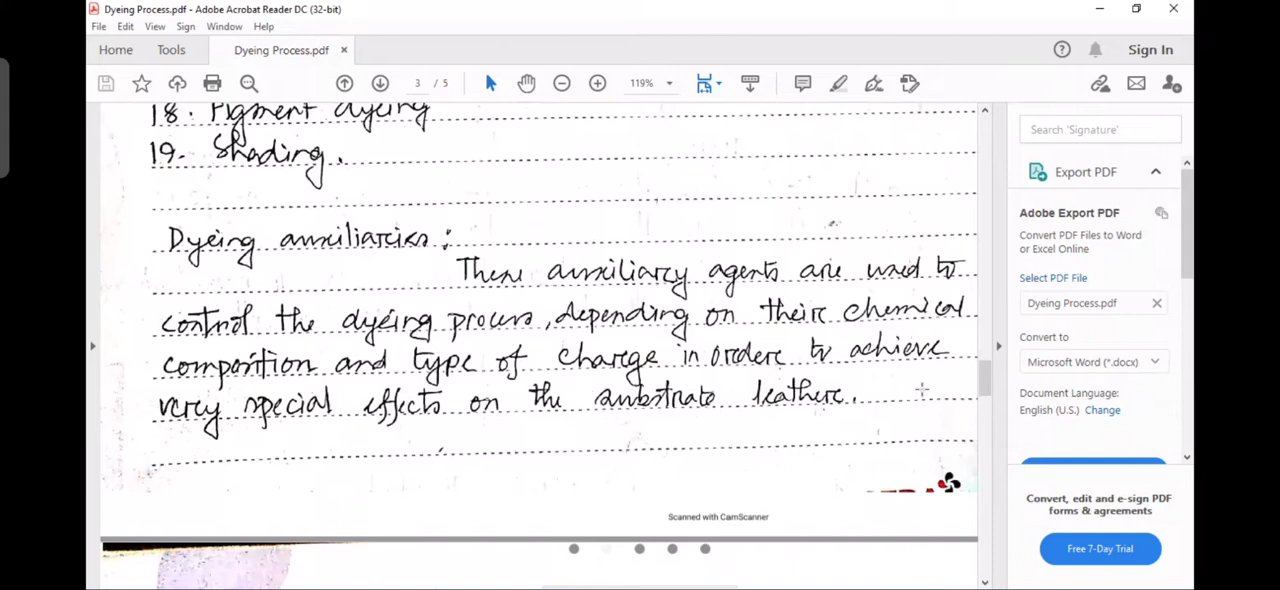 Dyeing Process.pdf - Adobe Acrobat Reader DC (32-bit)
File Edit View Sign Window Help
Home Tools Dyeing Process.pdf × Sign In
3 / 5 119%
18. Pigment dyeing
19. Shading.
Dyeing auxiliarcies:
These auxiliarcy agents are used to
control the dyeing process, depending on their chemical
composition and type of charge in order to achieve
very special effects on the substrate leather.
Scanned with CamScanner
Search 'Signature'
Export PDF
Adobe Export PDF
Convert PDF Files to Word
or Excel Online
Select PDF File
Dyeing Process.pdf ×
Convert to
Microsoft Word (*.docx)
Document Language:
English (U.S.) Change
Convert, edit and e-sign PDF
forms & agreements
Free 7-Day Trial